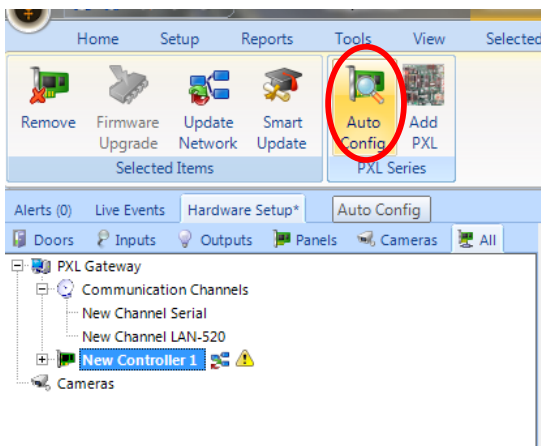 Home Setup Reports Tools View Selected
Remove Firmware Upgrade Update Network Smart Update Auto Config Add PXL
Selected Items PXL Series
Alerts (0) Live Events Hardware Setup* Auto Config
Doors Inputs Outputs Panels Cameras All
PXL Gateway
Communication Channels
New Channel Serial
New Channel LAN-520
New Controller 1
Cameras